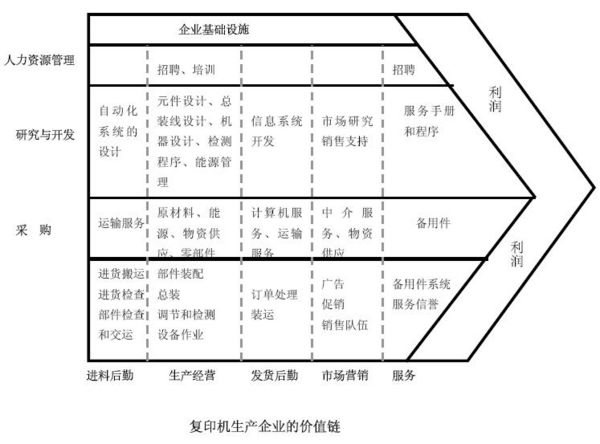 企业基础设施
人力资源管理
招聘、培训
招聘
利
润
研究与开发
自动化
系统的
设计
元件设计、总
装线设计、机
器设计、检测
程序、能源管
理
信息系统
开发
市场研究
销售支持
服务手册
和程序
采 购
运输服务
原材料、能
源、物资供
应、零部件
计算机服
务、运输
服务
中 介 服
务、物资
供应
备用件
利
润
进货搬运
进货检查
部件检查
和交运
部件装配
总装
调节和检测
设备作业
订单处理
装运
广告
促销
销售队伍
备用件系统
服务信誉
进料后勤
生产经营
发货后勤
市场营销
服务
复印机生产企业的价值链